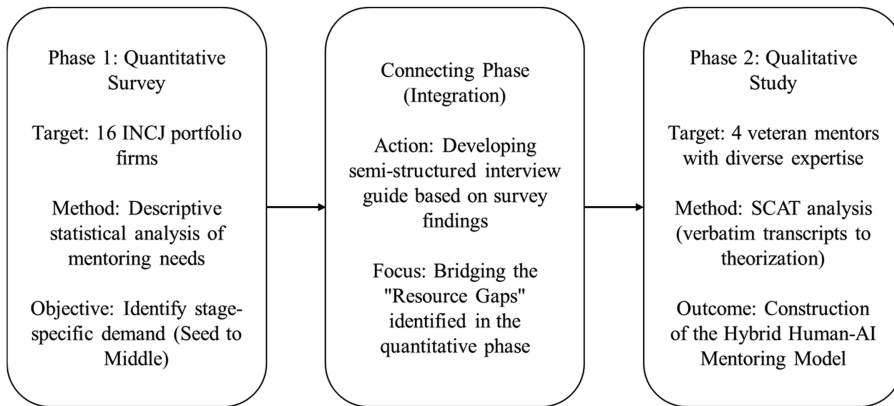 Phase 1: Quantitative
Survey
Target: 16 INCJ portfolio
firms
Method: Descriptive
statistical analysis of
mentoring needs
Objective: Identify stage-
specific demand (Seed to
Middle)
Connecting Phase
(Integration)
Action: Developing
semi-structured interview
guide based on survey
findings
Focus: Bridging the
"Resource Gaps"
identified in the
quantitative phase
Phase 2: Qualitative
Study
Target: 4 veteran mentors
with diverse expertise
Method: SCAT analysis
(verbatim transcripts to
theorization)
Outcome: Construction
of the Hybrid Human-AI
Mentoring Model